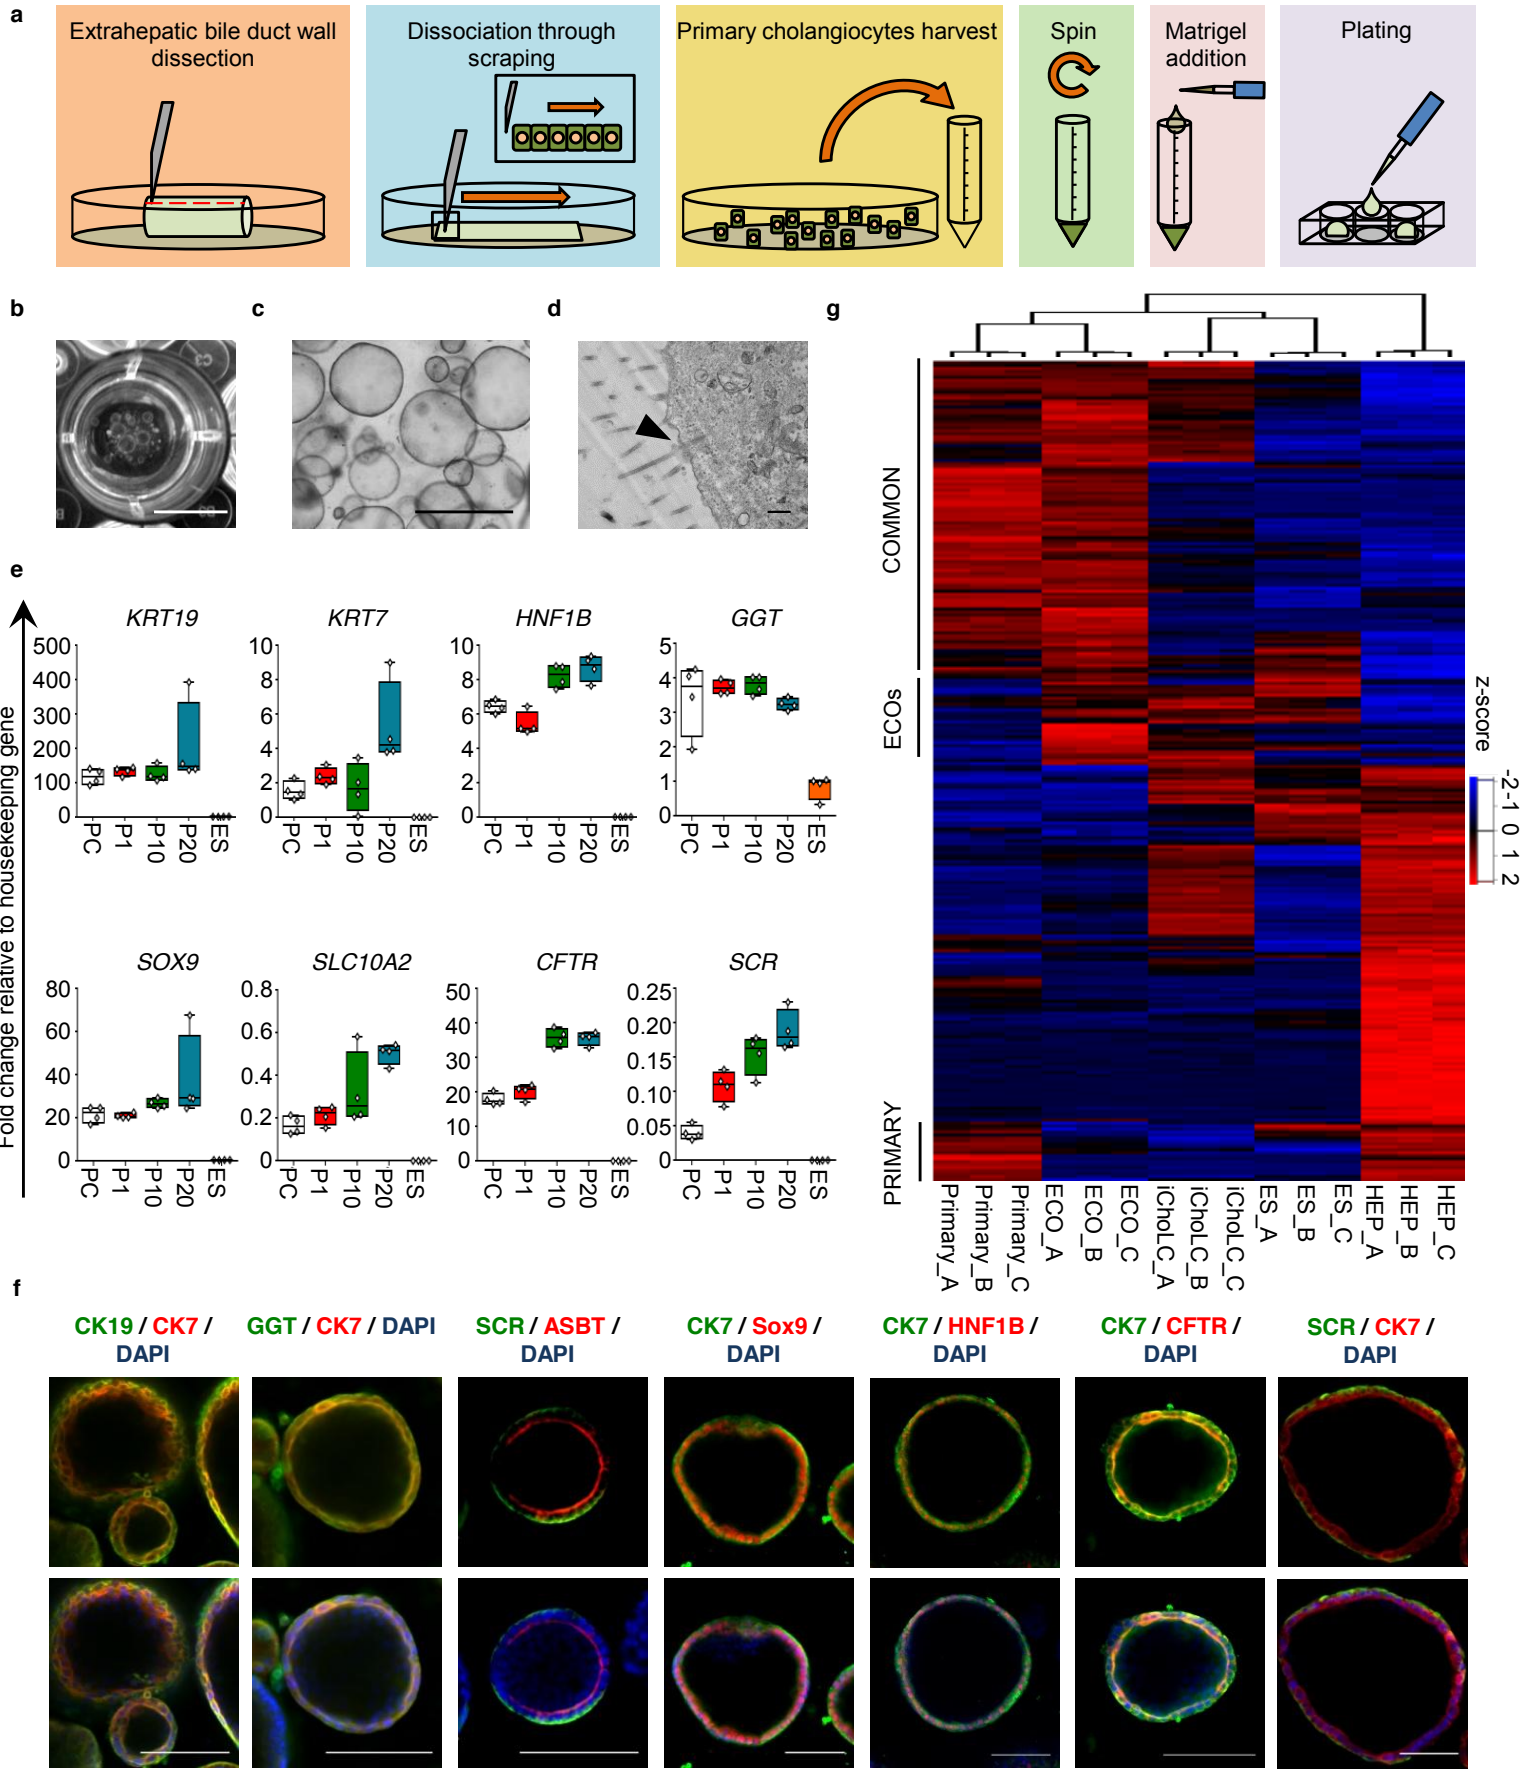 a
Extrahepatic bile duct wall
dissection
Dissociation through
scraping
Primary cholangiocytes harvest
Spin
Matrigel
addition
Plating
b
c
d
g
C3
e
Fold change relative to housekeeping gene
KRT19
500
400
300
200
100
0
PC
P1
P10
P20
ES
KRT7
10
8
6
4
2
0
PC
P1
P10
P20
ES
HNF1B
10
8
6
4
2
0
PC
P1
P10
P20
ES
GGT
5
4
3
2
1
0
PC
P1
P10
P20
ES
SOX9
80
60
40
20
0
PC
P1
P10
P20
ES
SLC10A2
0.8
0.6
0.4
0.2
0
PC
P1
P10
P20
ES
CFTR
50
40
30
20
10
0
PC
P1
P10
P20
ES
SCR
0.25
0.20
0.15
0.10
0.05
0
PC
P1
P10
P20
ES
COMMON
ECOs
PRIMARY
z-score
-2
-1
0
1
2
Primary_A
Primary_B
Primary_C
ECO_A
ECO_B
ECO_C
iChoLC_A
iChoLC_B
iChoLC_C
ES_A
ES_B
ES_C
HEP_A
HEP_B
HEP_C
f
CK19 / CK7 /
DAPI
GGT / CK7 / DAPI
SCR / ASBT /
DAPI
CK7 / Sox9 /
DAPI
CK7 / HNF1B /
DAPI
CK7 / CFTR /
DAPI
SCR / CK7 /
DAPI